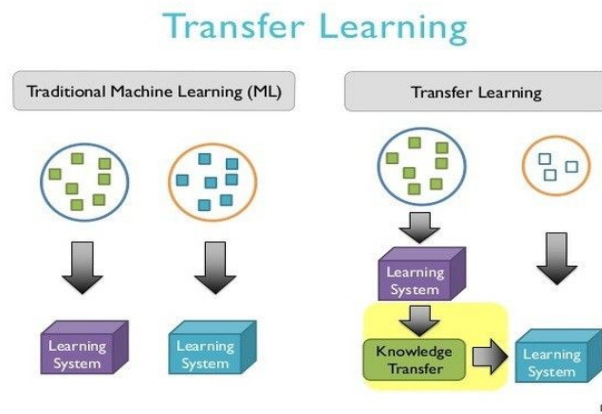 Transfer Learning
Traditional Machine Learning (ML)
Transfer Learning
Learning
System
Learning
System
Learning
System
Knowledge
Transfer
Learning
System